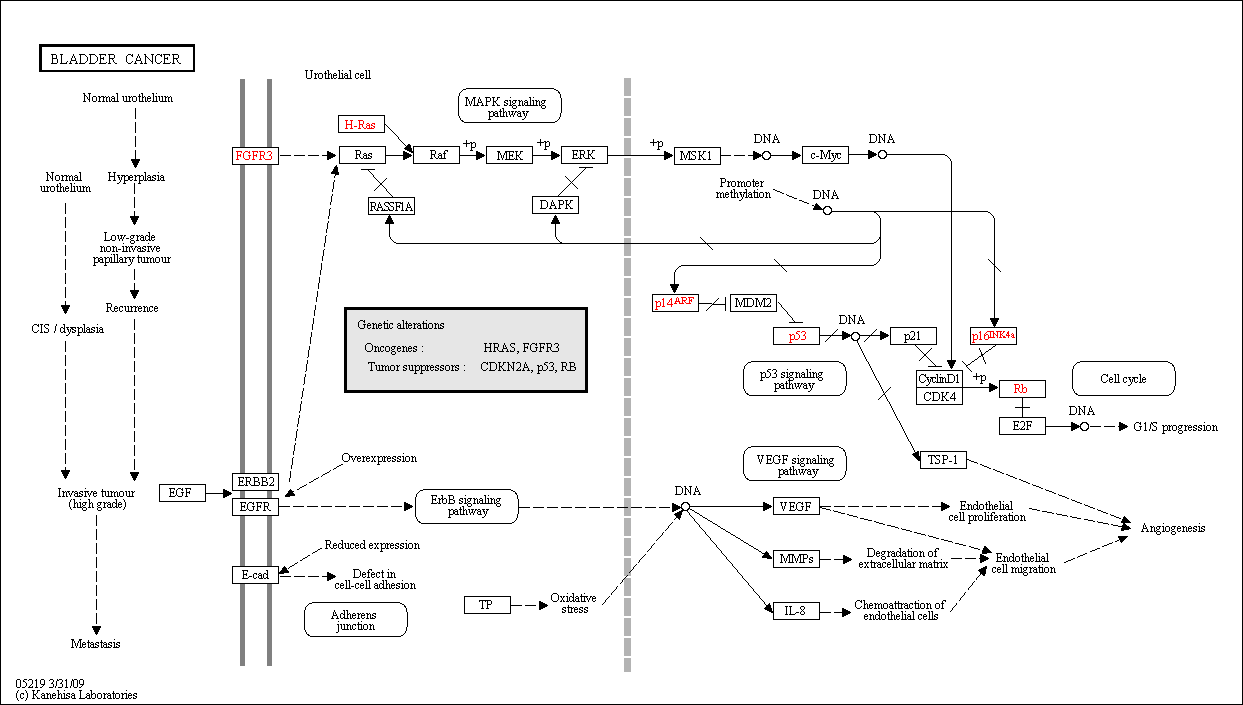 BLADDER CANCER
Urothelial cell
Normal urothelium
MAPK signaling
pathway
H-Ras
+p
+p
+p
DNA
DNA
FGFR3
Ras
Raf
MEK
ERK
MSK1
c-Myc
Normal
urothelium
Hyperplasia
Promoter
methylation
DNA
RASSF1A
DAPK
Low-grade
non-invasive
papillary tumour
Recurrence
p14ARF
MDM2
CIS / dysplasia
Genetic alterations
Oncogenes :
HRAS, FGFR3
Tumor suppressors :
CDKN2A, p53, RB
DNA
p53
p21
p16INK4a
p53 signaling
pathway
CyclinD1
CDK4
+p
Rb
Cell cycle
DNA
E2F
G1/S progression
Overexpression
VEGF signaling
pathway
TSP-1
ERBB2
EGF
EGFR
Invasive tumour
(high grade)
ErbB signaling
pathway
DNA
VEGF
Endothelial
cell proliferation
Angiogenesis
Reduced expression
MMPs
Degradation of
extracellular matrix
Endothelial
cell migration
E-cad
Defect in
cell-cell adhesion
TP
Oxidative
stress
IL-8
Chemoattraction of
endothelial cells
Adherens
junction
Metastasis
05219 3/31/09
(c) Kanehisa Laboratories